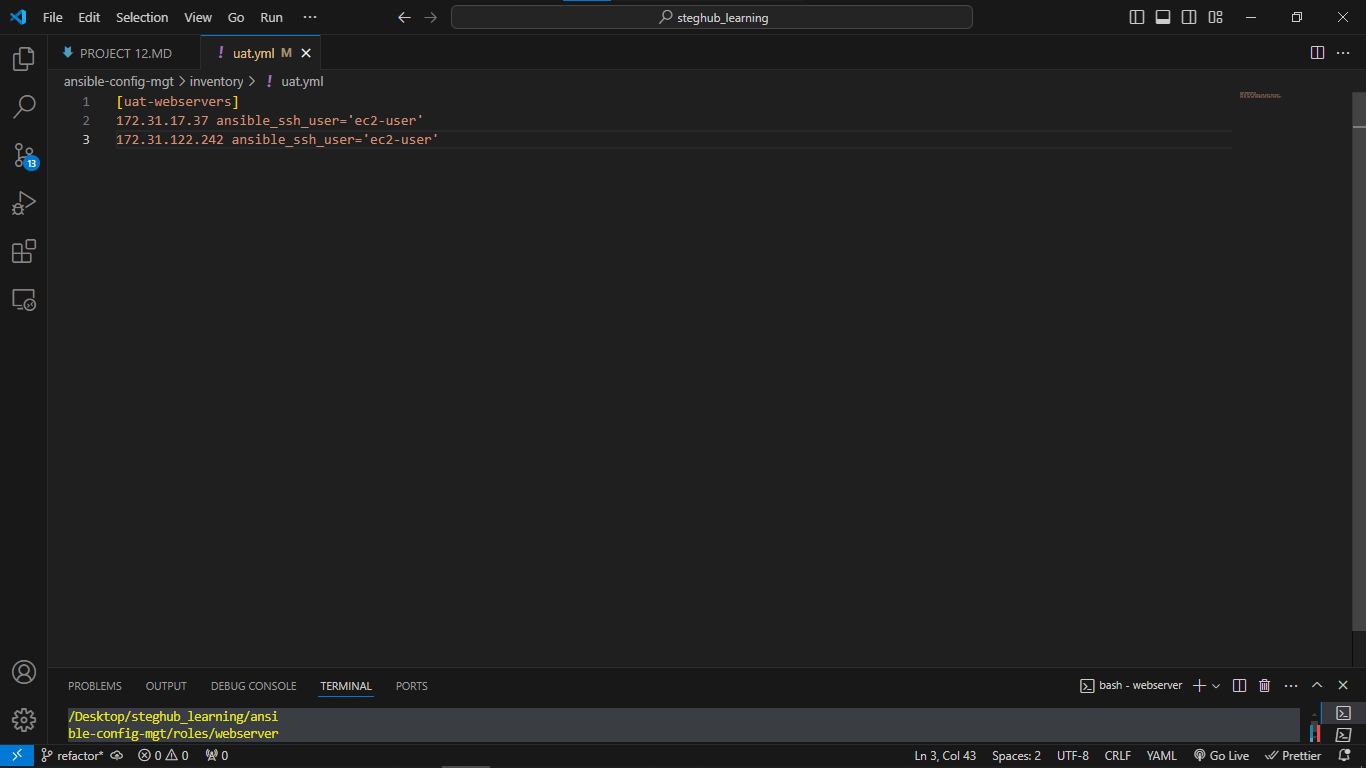 File Edit Selection View Go Run ··· steghub_learning
PROJECT 12.MD ! uat.yml M
ansible-config-mgt > inventory > ! uat.yml
1 [uat-webservers]
2 172.31.17.37 ansible_ssh_user='ec2-user'
3 172.31.122.242 ansible_ssh_user='ec2-user'
13
PROBLEMS OUTPUT DEBUG CONSOLE TERMINAL PORTS bash - webserver
/Desktop/steghub_learning/ansi
ble-config-mgt/roles/webserver
refactor* 0 0 0 Ln 3, Col 43 Spaces: 2 UTF-8 CRLF YAML Go Live Prettier